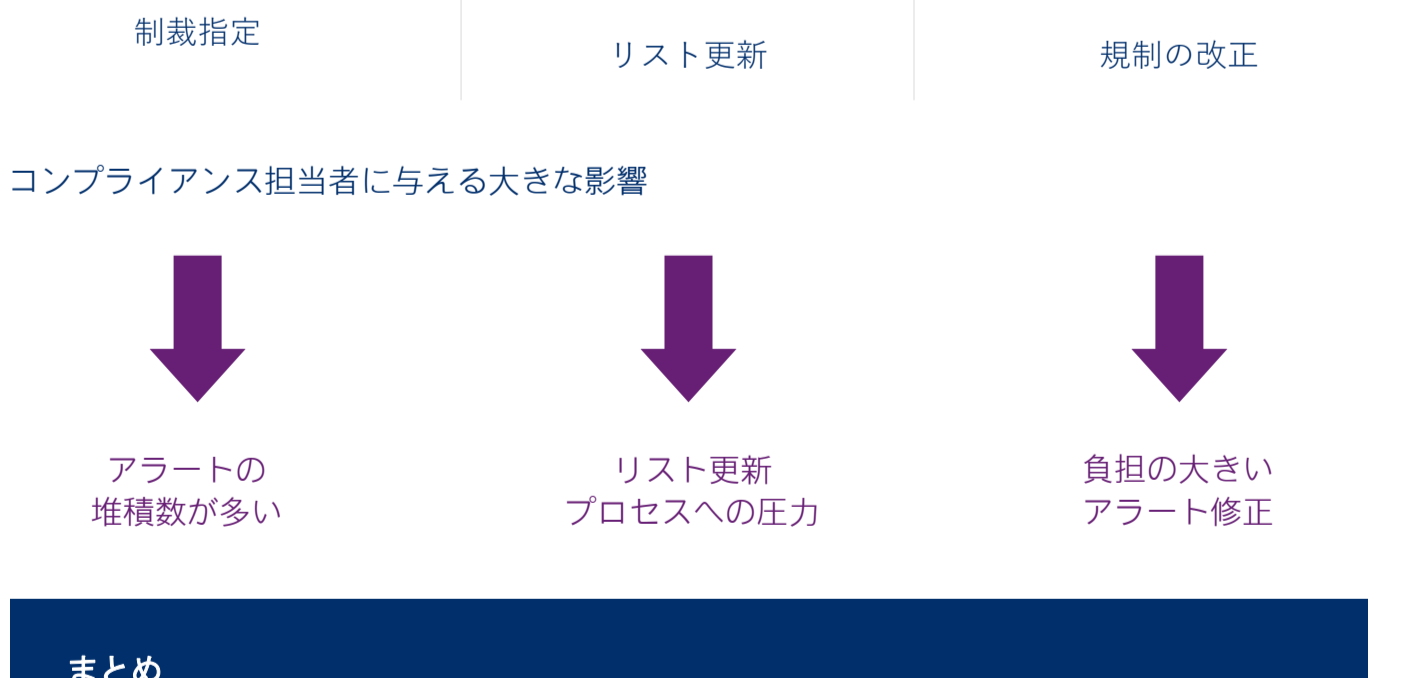 制裁指定
リスト更新
規制の改正
コンプライアンス担当者に与える大きな影響
アラートの
堆積数が多い
リスト更新
プロセスへの圧力
負担の大きい
アラート修正
まとめ